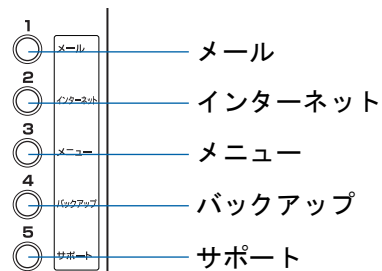 1
メール メール
2
インターネット インターネット
3
メニュー メニュー
4
バックアップ バックアップ
5
サポート サポート